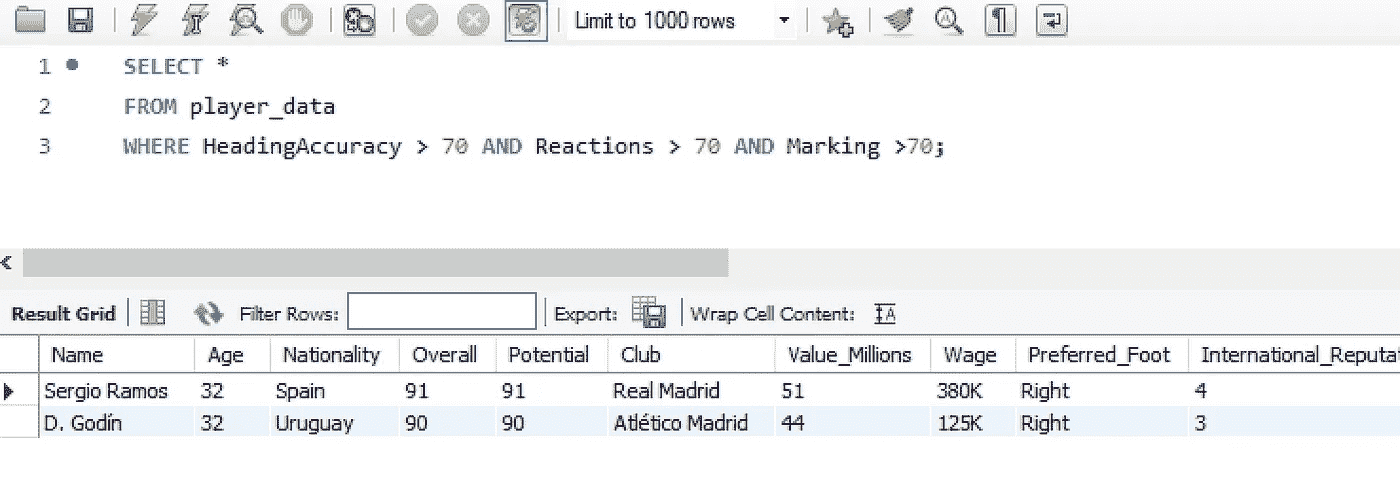 Limit to 1000 rows
1 SELECT *
2 FROM player_data
3 WHERE HeadingAccuracy > 70 AND Reactions > 70 AND Marking >70;
Result Grid Filter Rows: Export: Wrap Cell Content: IA
Name Age Nationality Overall Potential Club Value_Millions Wage Preferred_Foot International_Reputat
Sergio Ramos 32 Spain 91 91 Real Madrid 51 380K Right 4
D. Godín 32 Uruguay 90 90 Atlético Madrid 44 125K Right 3